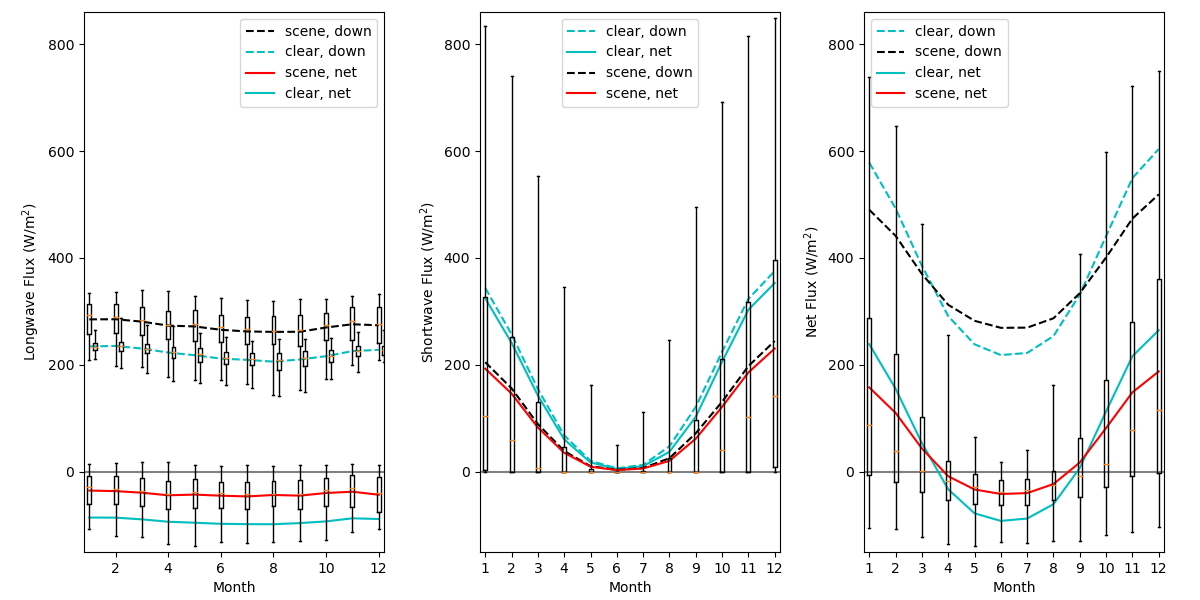 scene, down
clear, down
scene, net
clear, net
800
600
400
200
0
Longwave Flux (W/m²)
2
4
6
8
10
12
Month
clear, down
clear, net
scene, down
scene, net
800
600
400
200
0
Shortwave Flux (W/m²)
1 2 3 4 5 6 7 8 9 10 11 12
Month
clear, down
scene, down
clear, net
scene, net
800
600
400
200
0
Net Flux (W/m²)
1 2 3 4 5 6 7 8 9 10 11 12
Month